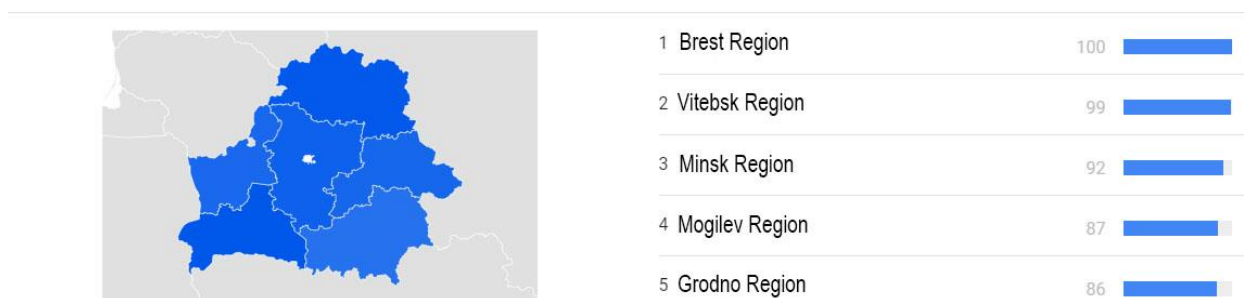 1 Brest Region 100
2 Vitebsk Region 99
3 Minsk Region 92
4 Mogilev Region 87
5 Grodno Region 86